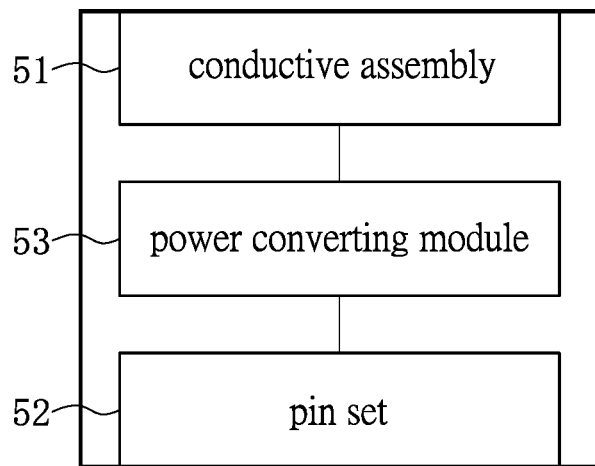 51 conductive assembly
53 power converting module
52 pin set